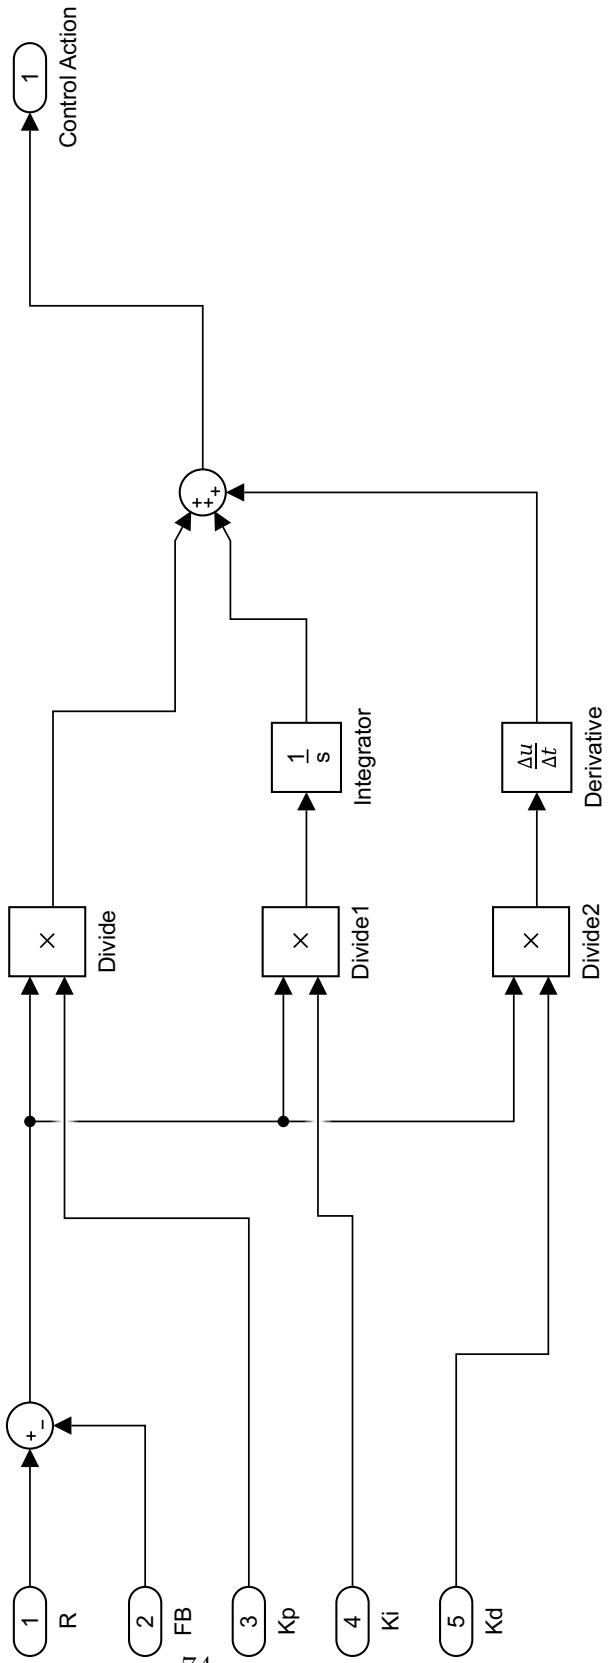 1
R
+
-
2
FB
3
Kp
4
Ki
5
Kd
×
Divide
×
Divide1
×
Divide2
1
s
Integrator
Δu
Δt
Derivative
+
+
+
1
Control Action